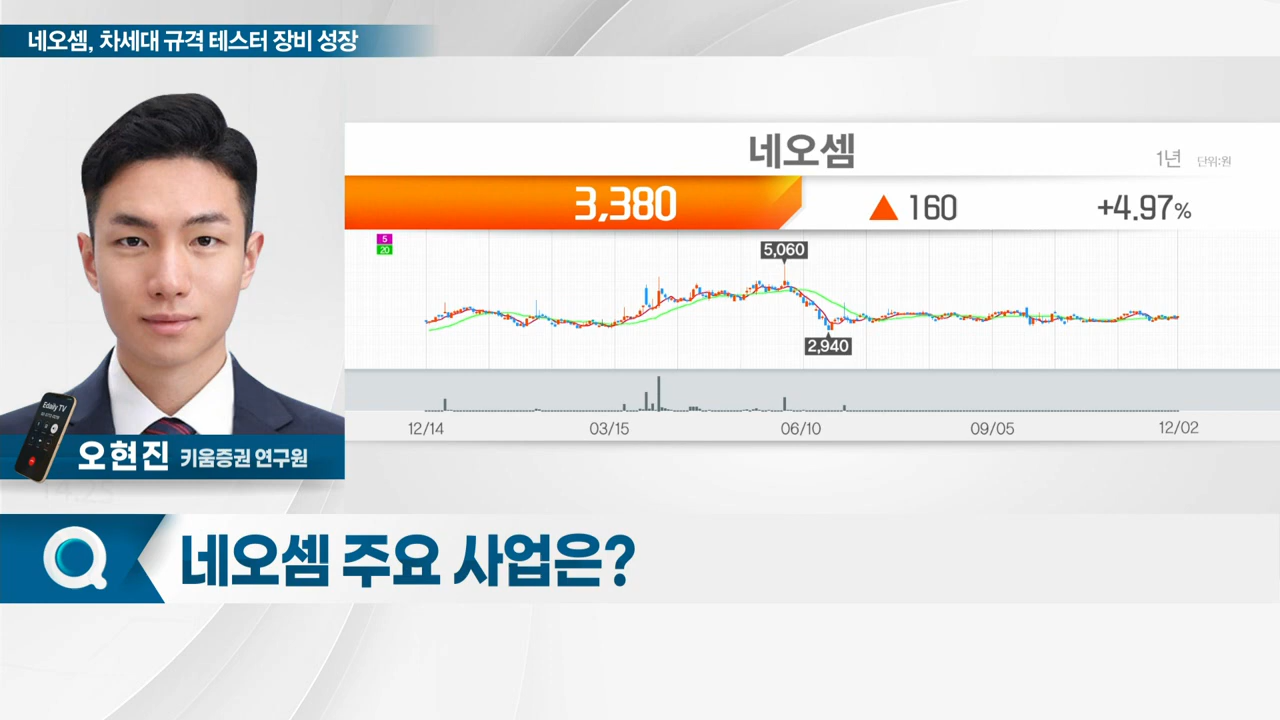 네오셈, 차세대 규격 테스터 장비 성장
네오셈
1년 단위:원
3,380
▲ 160
+4.97%
5
20
5,060
2,940
12/14
03/15
06/10
09/05
12/02
Edaily TV
오현진 키움증권 연구원
네오셈 주요 사업은?